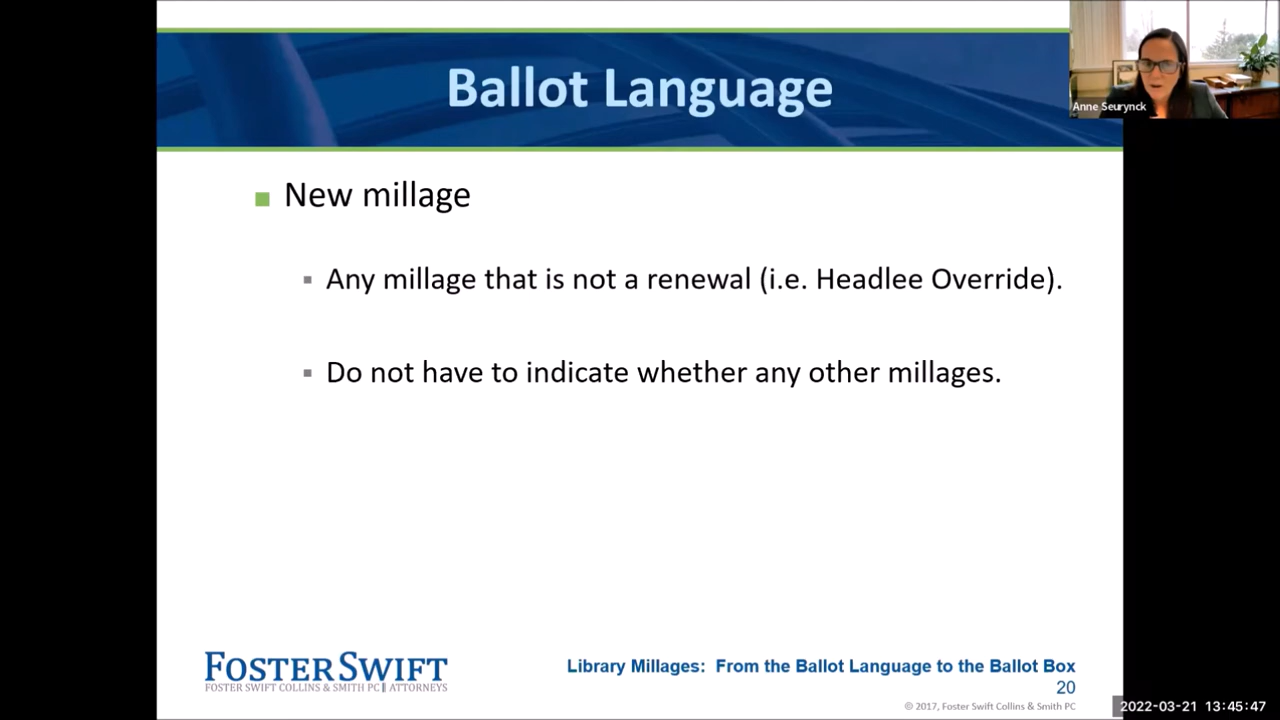 Ballot Language
Anne Seurynck
New millage
Any millage that is not a renewal (i.e. Headlee Override).
Do not have to indicate whether any other millages.
FOSTER SWIFT
FOSTER SWIFT COLLINS & SMITH PC || ATTORNEYS
Library Millages: From the Ballot Language to the Ballot Box
20
© 2017, Foster Swift Collins & Smith PC
2022-03-21 13:45:47